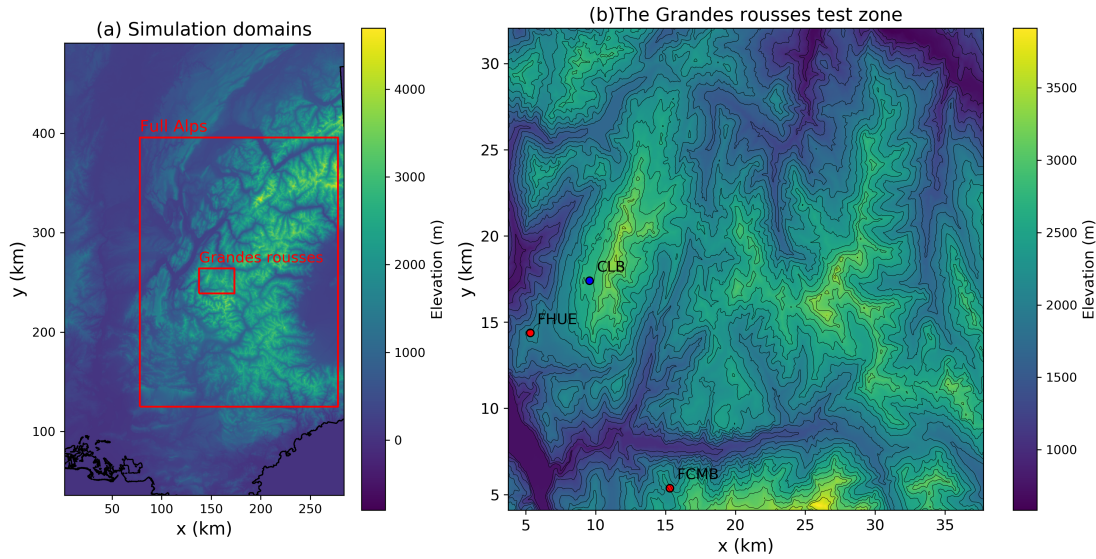 (a) Simulation domains
Full Alps
Grandes rousses
400
300
200
100
y (km)
50
100
150
200
250
x (km)
4000
3000
2000
1000
0
Elevation (m)
(b)The Grandes rousses test zone
CLB
FHUE
FCMB
30
25
20
15
10
5
y (km)
5
10
15
20
25
30
35
x (km)
3500
3000
2500
2000
1500
1000
Elevation (m)